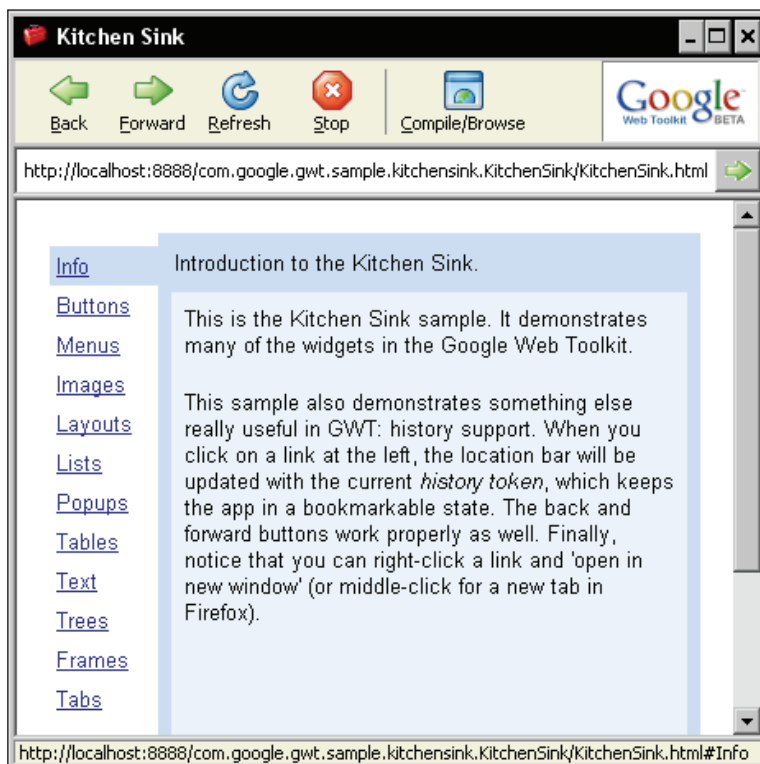 Kitchen Sink
Back Forward Refresh Stop Compile/Browse
Google
Web Toolkit BETA
http://localhost:8888/com.google.gwt.sample.kitchensink.KitchenSink/KitchenSink.html
Info
Introduction to the Kitchen Sink.
Buttons
Menus
Images
Layouts
Lists
Popups
Tables
Text
Trees
Frames
Tabs
This is the Kitchen Sink sample. It demonstrates
many of the widgets in the Google Web Toolkit.
This sample also demonstrates something else
really useful in GWT: history support. When you
click on a link at the left, the location bar will be
updated with the current history token, which keeps
the app in a bookmarkable state. The back and
forward buttons work properly as well. Finally,
notice that you can right-click a link and 'open in
new window' (or middle-click for a new tab in
Firefox).
http://localhost:8888/com.google.gwt.sample.kitchensink.KitchenSink/KitchenSink.html#Info